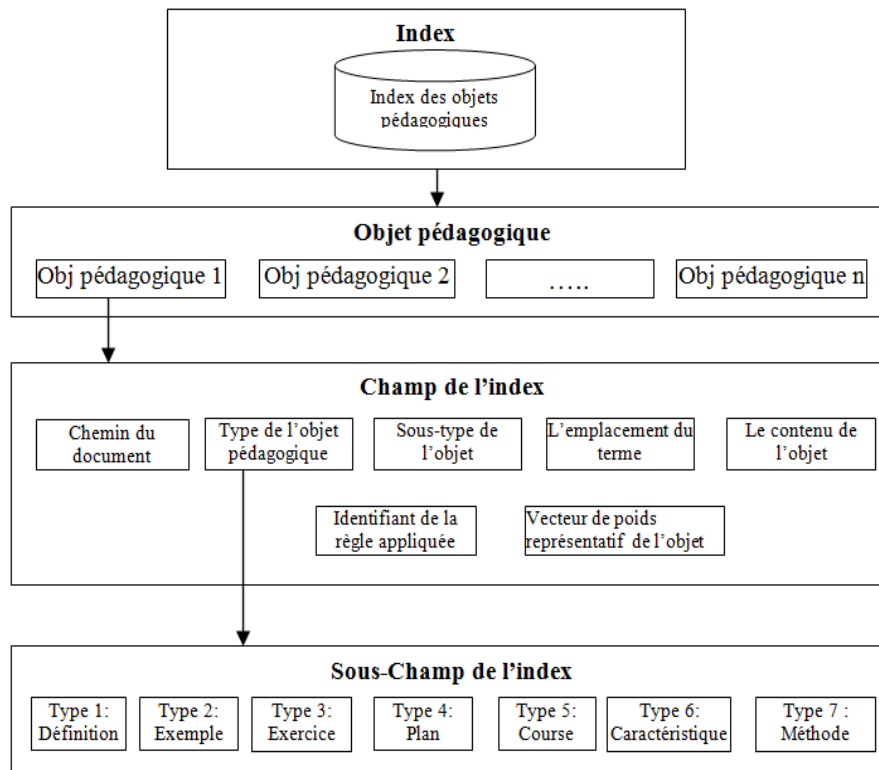 Index
Index des objets
pédagogiques
Objet pédagogique
Obj pédagogique 1
Obj pédagogique 2
.....
Obj pédagogique n
Champ de l’index
Chemin du
document
Type de l’objet
pédagogique
Sous-type de
l’objet
L’emplacement du
terme
Le contenu de
l’objet
Identifiant de la
règle appliquée
Vecteur de poids
représentatif de l’objet
Sous-Champ de l’index
Type 1:
Définition
Type 2:
Exemple
Type 3:
Exercice
Type 4:
Plan
Type 5:
Course
Type 6:
Caractéristique
Type 7 :
Méthode